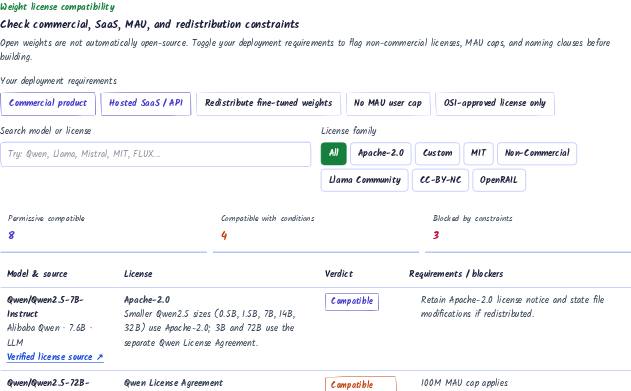 Weight license compatibility
Check commercial, SaaS, MAU, and redistribution constraints
Open weights are not automatically open-source. Toggle your deployment requirements to flag non-commercial licenses, MAU caps, and naming clauses before
building.
Your deployment requirements
Commercial product
Hosted SaaS / API
Redistribute fine-tuned weights
No MAU user cap
OSI-approved license only
Search model or license
Try: Qwen, Llama, Mistral, MIT, FLUX...
License family
All
Apache-2.0
Custom
MIT
Non-Commercial
Llama Community
CC-BY-NC
OpenRAIL
Permissive compatible
8
Compatible with conditions
4
Blocked by constraints
3
Model & source
License
Verdict
Requirements / blockers
Qwen/Qwen2.5-7B-
Instruct
Alibaba Qwen · 7.6B ·
LLM
Verified license source ↗
Apache-2.0
Smaller Qwen2.5 sizes (0.5B, 1.5B, 7B, 14B,
32B) use Apache-2.0; 3B and 72B use the
separate Qwen License Agreement.
Compatible
Retain Apache-2.0 license notice and state file
modifications if redistributed.
Qwen/Qwen2.5-72B-
Qwen License Agreement
Compatible
100M MAU cap applies